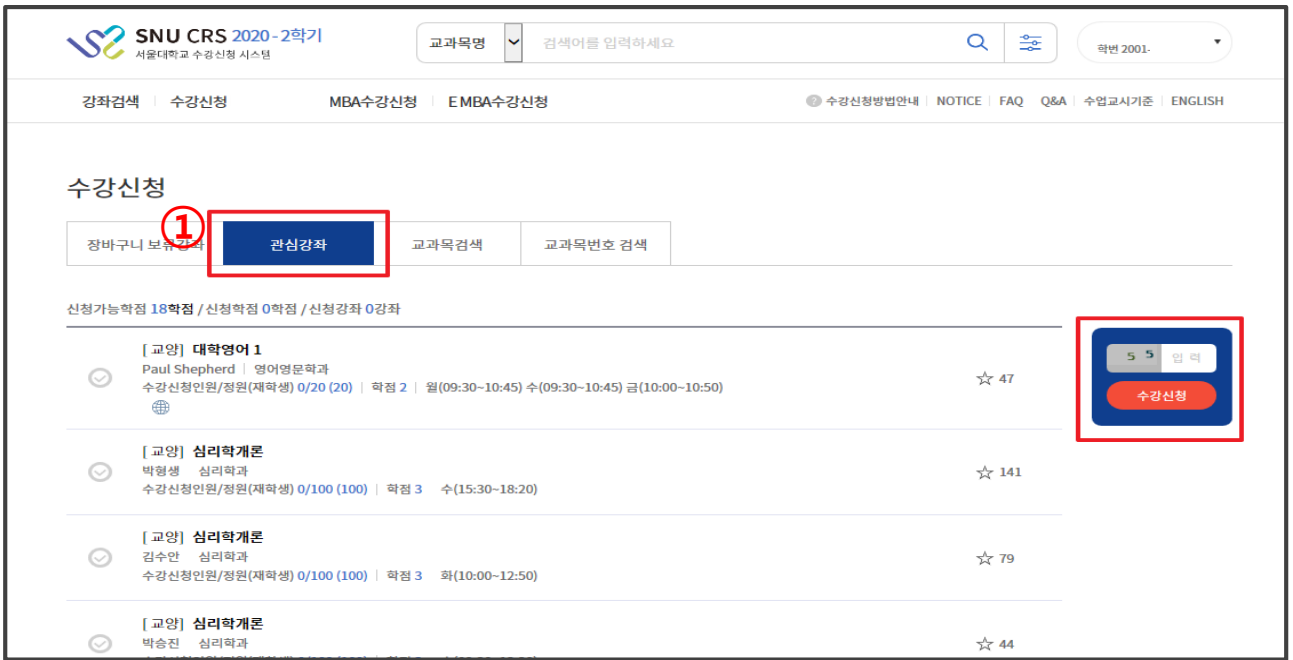 SNU CRS 2020-2학기
서울대학교 수강신청 시스템
교과목명
검색어를 입력하세요
학번 2001-
강좌검색 수강신청 MBA수강신청 EMBA수강신청
? 수강신청방법안내 NOTICE FAQ Q&A 수업교시기준 ENGLISH
수강신청
①
장바구니 보류강좌 관심강좌 교과목검색 교과목번호 검색
신청가능학점 18학점 / 신청학점 0학점 / 신청강좌 0강좌
[교양] 대학영어 1
Paul Shepherd 영어영문학과
수강신청인원/정원(재학생) 0/20 (20) 학점 2 월(09:30~10:45) 수(09:30~10:45) 금(10:00~10:50)
☆ 47
5 5 입력
수강신청
[교양] 심리학개론
박형생 심리학과
수강신청인원/정원(재학생) 0/100 (100) 학점 3 수(15:30~18:20)
☆ 141
[교양] 심리학개론
김수안 심리학과
수강신청인원/정원(재학생) 0/100 (100) 학점 3 화(10:00~12:50)
☆ 79
[교양] 심리학개론
박승진 심리학과
☆ 44